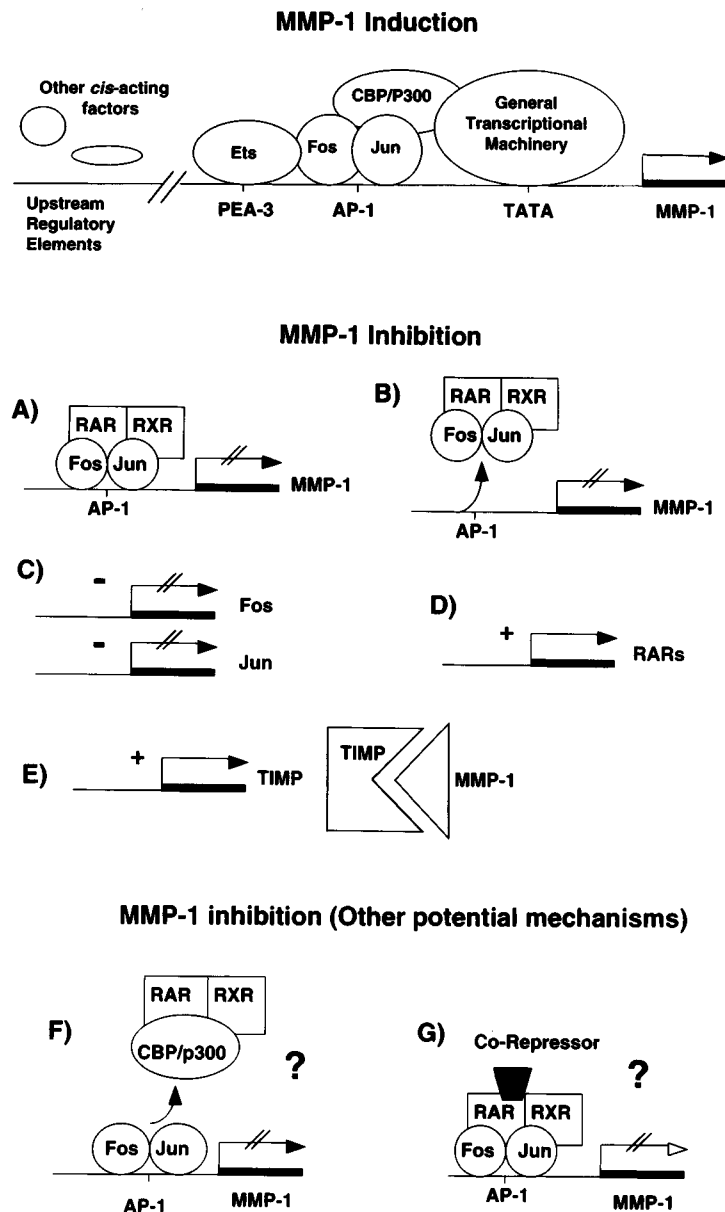 MMP-1 Induction
Other cis-acting
factors
CBP/P300
General
Transcriptional
Machinery
Ets
Fos
Jun
Upstream
Regulatory
Elements
PEA-3
AP-1
TATA
MMP-1
MMP-1 Inhibition
A)
RAR
RXR
Fos
Jun
AP-1
MMP-1
B)
RAR
RXR
Fos
Jun
AP-1
MMP-1
C)
-
Fos
-
Jun
D)
+
RARs
E)
+
TIMP
TIMP
MMP-1
MMP-1 inhibition (Other potential mechanisms)
F)
RAR
RXR
CBP/p300
?
Fos
Jun
AP-1
MMP-1
G)
Co-Repressor
?
RAR
RXR
Fos
Jun
AP-1
MMP-1